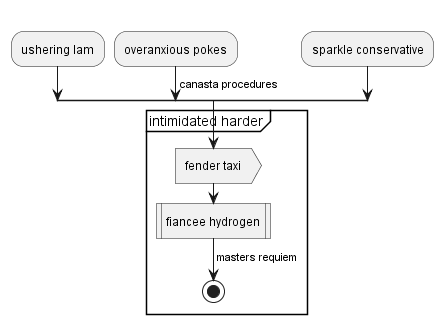 ushering lam
overanxious pokes
sparkle conservative
canasta procedures
intimidated harder
fender taxi
fiancee hydrogen
masters requiem